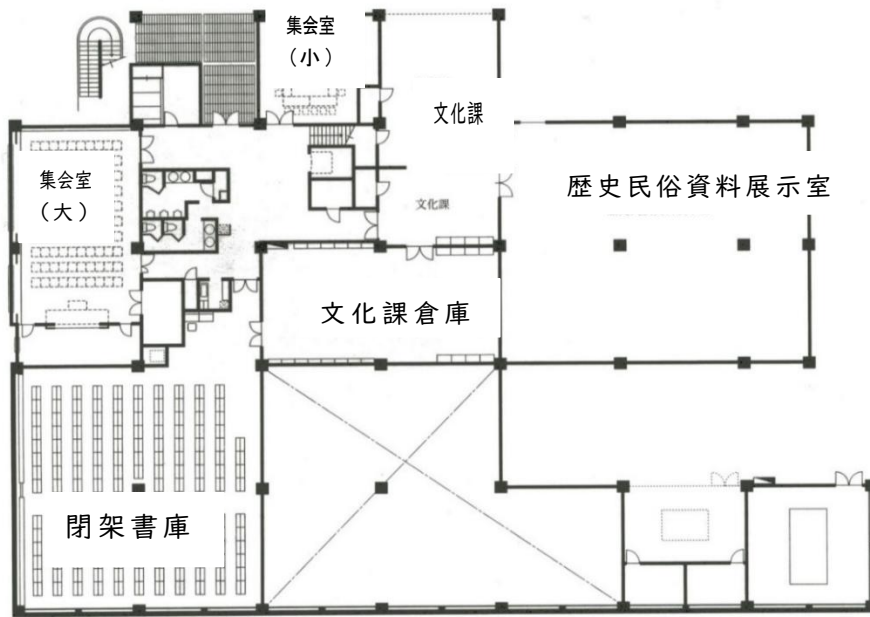 集会室
（小）
文化課
集会室
（大）
歴史民俗資料展示室
文化課
文化課倉庫
閉架書庫